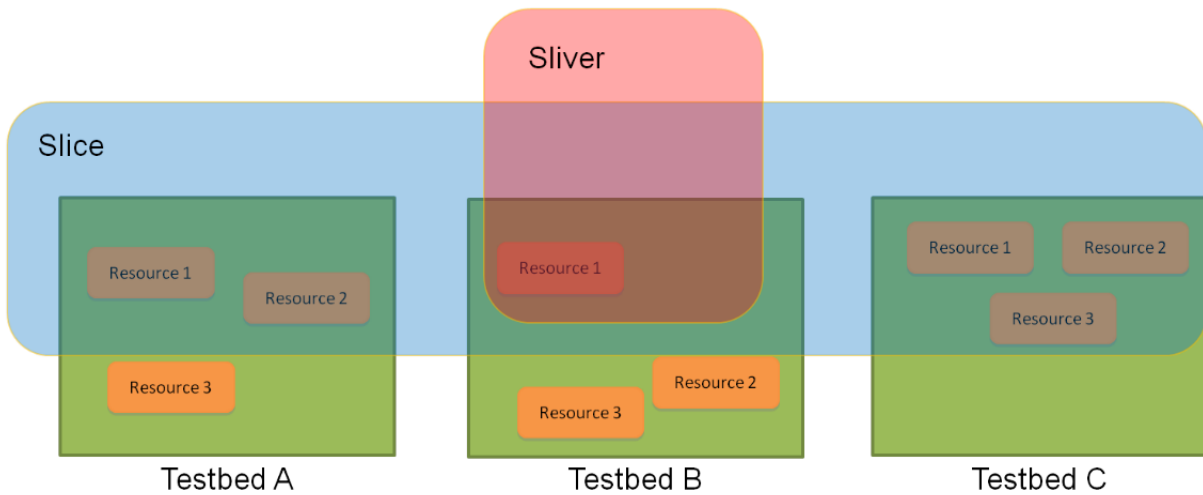 Sliver
Slice
Resource 1
Resource 2
Resource 3
Resource 1
Resource 2
Resource 3
Resource 1
Resource 2
Resource 3
Testbed A
Testbed B
Testbed C